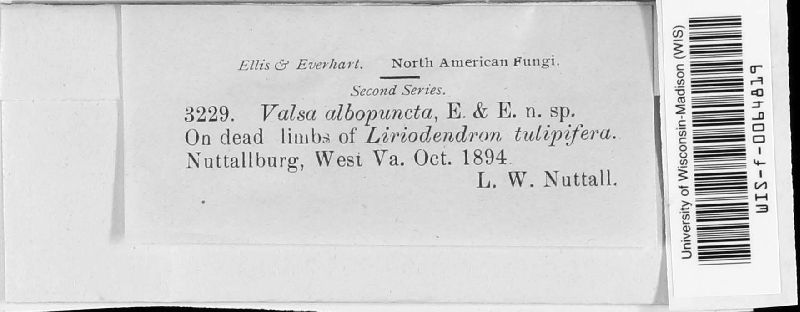 Ellis & Everhart. North American Fungi.
Second Series.
3229. Valsa albopuncta, E. & E. n. sp.
On dead limbs of Liriodendron tulipifera.
Nuttallburg, West Va. Oct. 1894.
L. W. Nuttall.
University of Wisconsin-Madison (WIS)
WIS-f-0064819